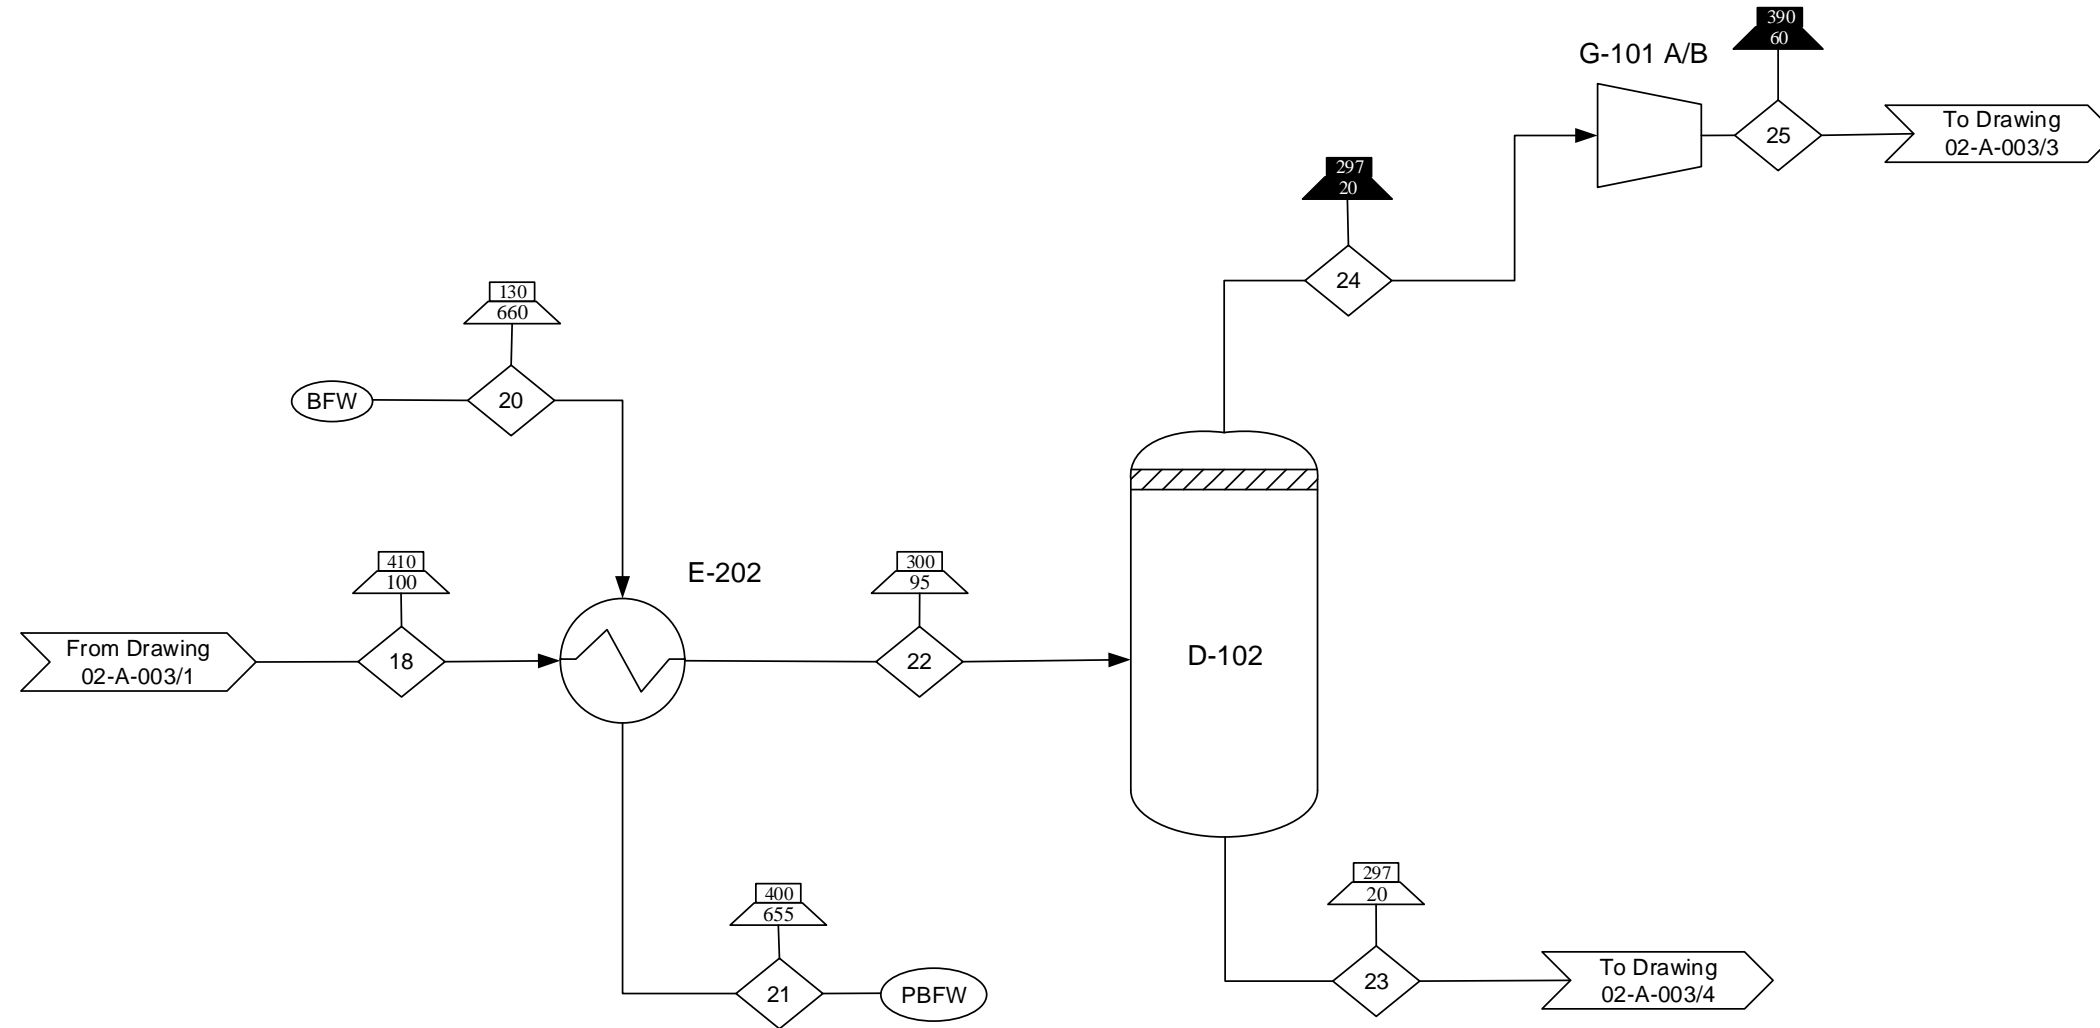 390
60
G-101 A/B
25
To Drawing
02-A-003/3
297
20
24
130
660
BFW
20
410
100
E-202
300
95
From Drawing
02-A-003/1
18
22
D-102
400
655
21
PBFW
297
20
23
To Drawing
02-A-003/4